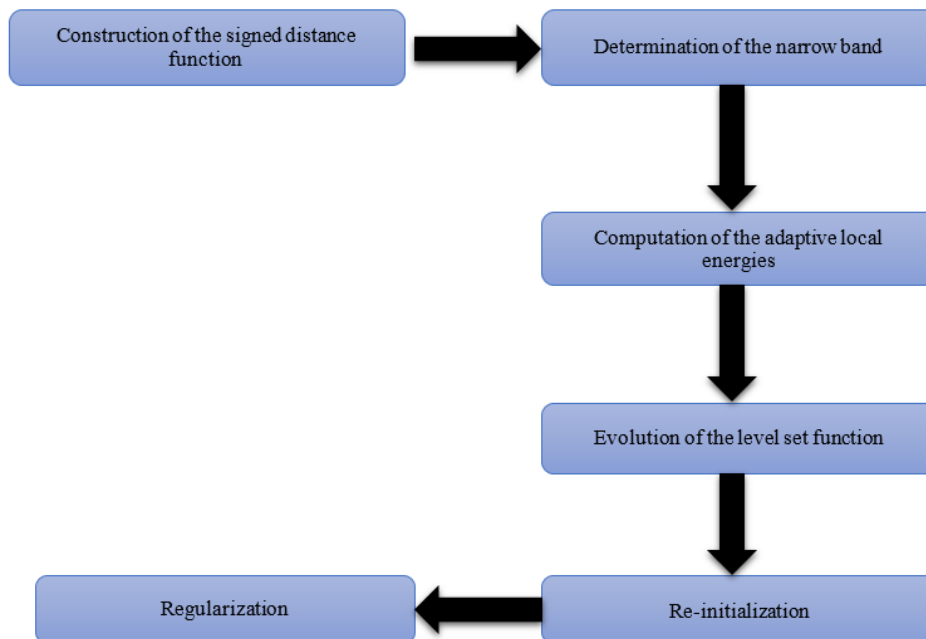 Construction of the signed distance
function
Determination of the narrow band
Computation of the adaptive local
energies
Evolution of the level set function
Re-initialization
Regularization